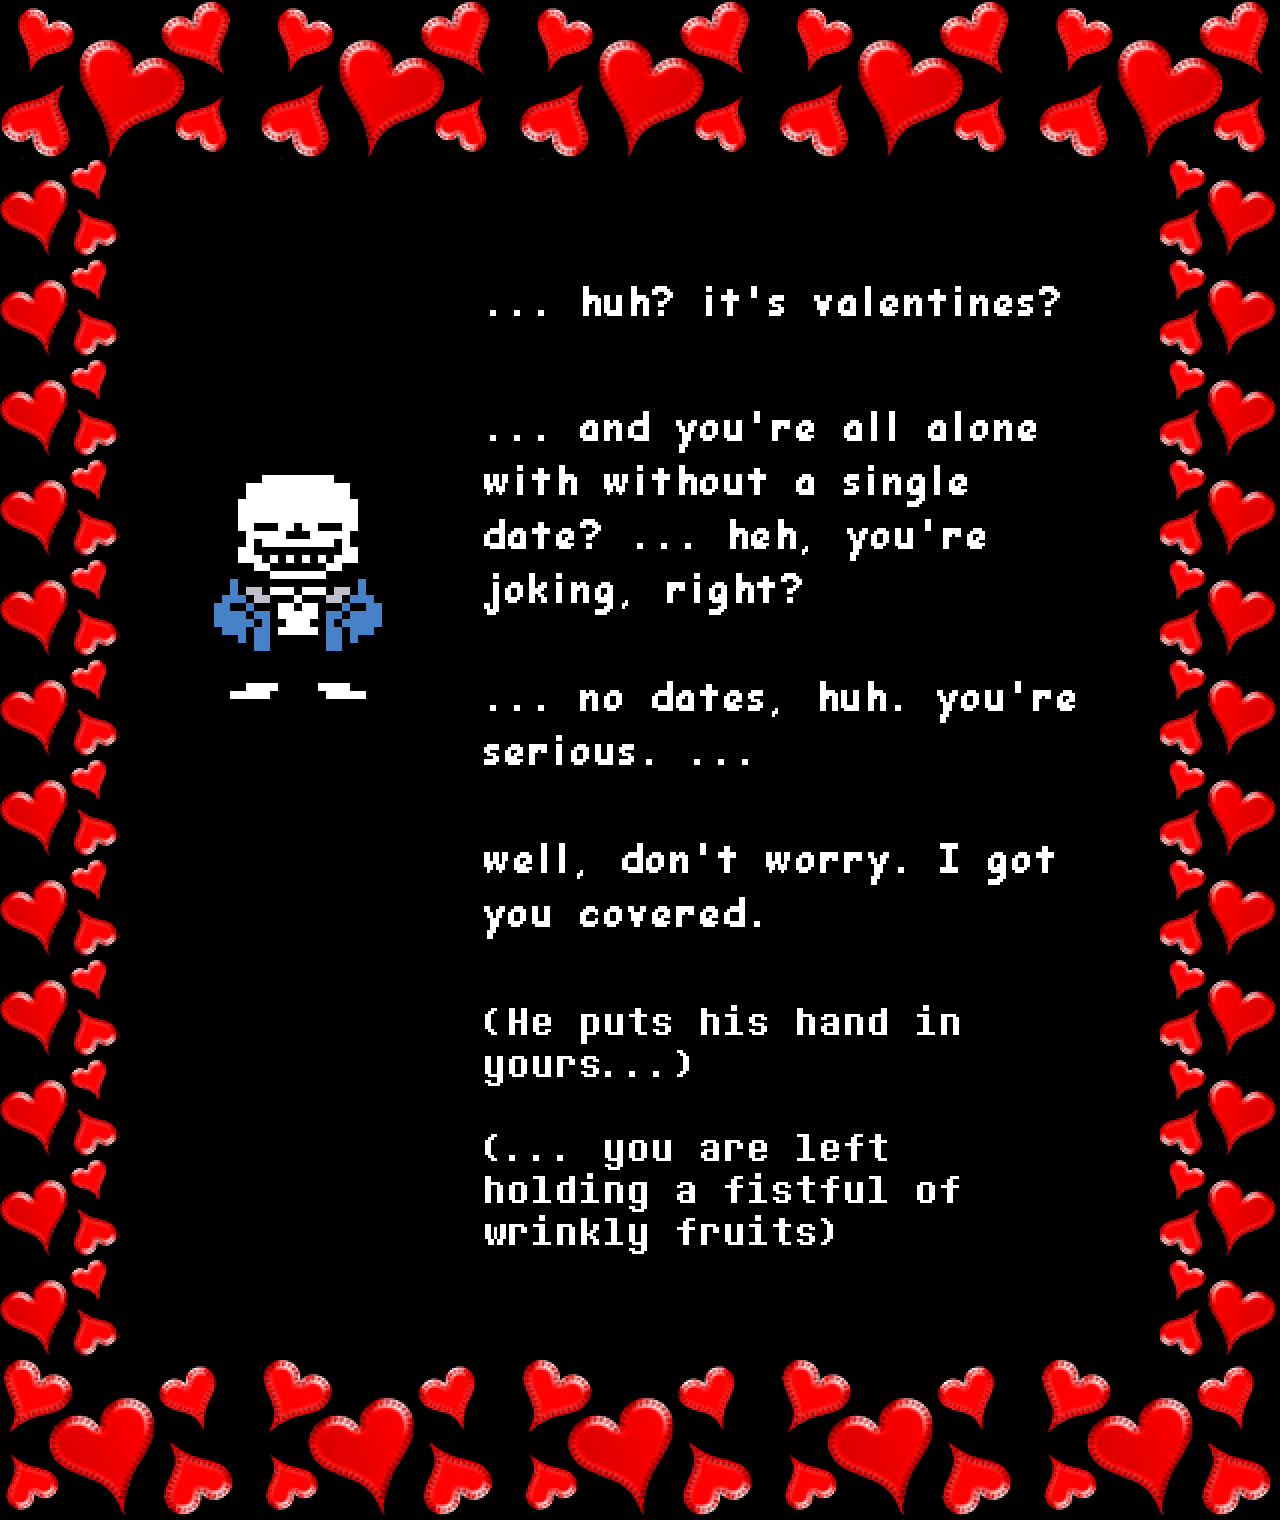 ... huh? it's valentines?
... and you're all alone
with without a single
date? ... heh, you're
joking, right?
... no dates, huh. you're
serious. ...
well, don't worry. I got
you covered.
(He puts his hand in
yours...)
(... you are left
holding a fistful of
wrinkly fruits)